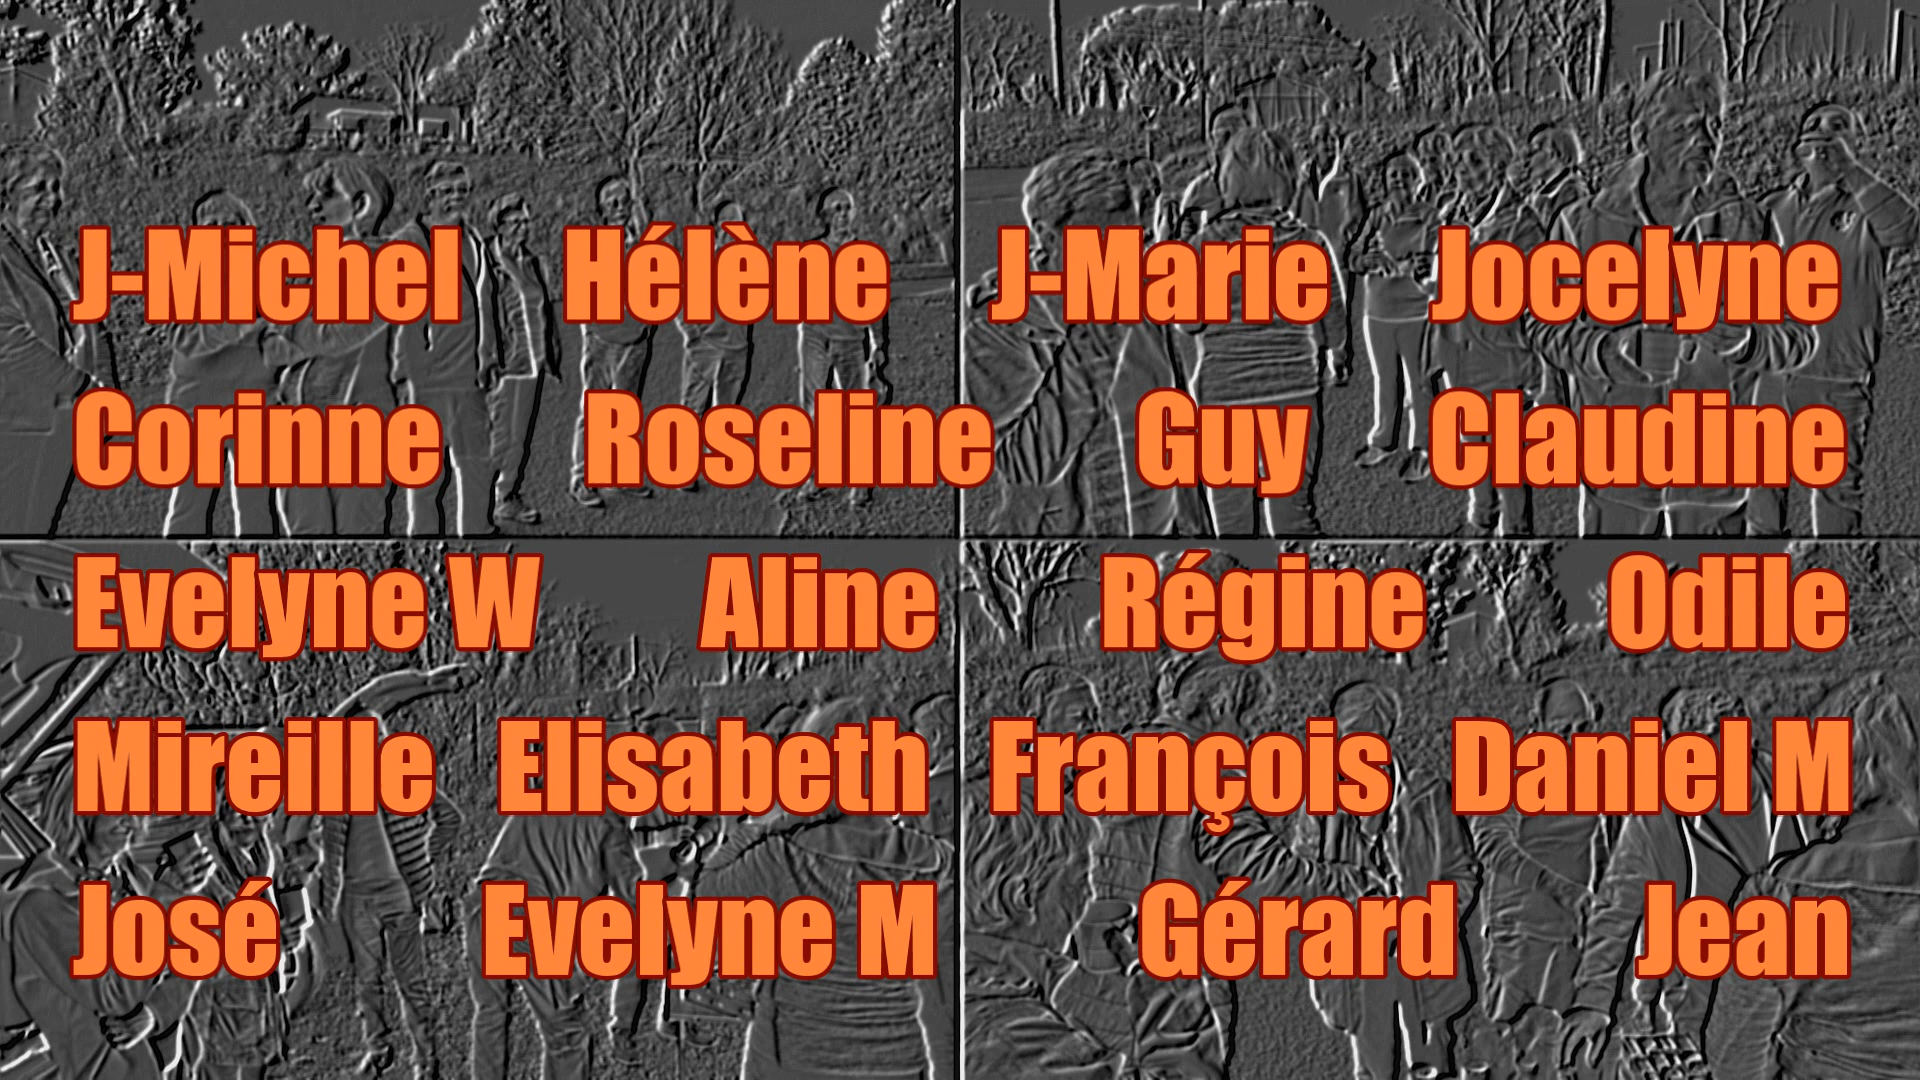 J-Michel Hélène J-Marie Jocelyne
Corinne Roseline Guy Claudine
Evelyne W Aline Régine Odile
Mireille Elisabeth François Daniel M
José Evelyne M Gérard Jean